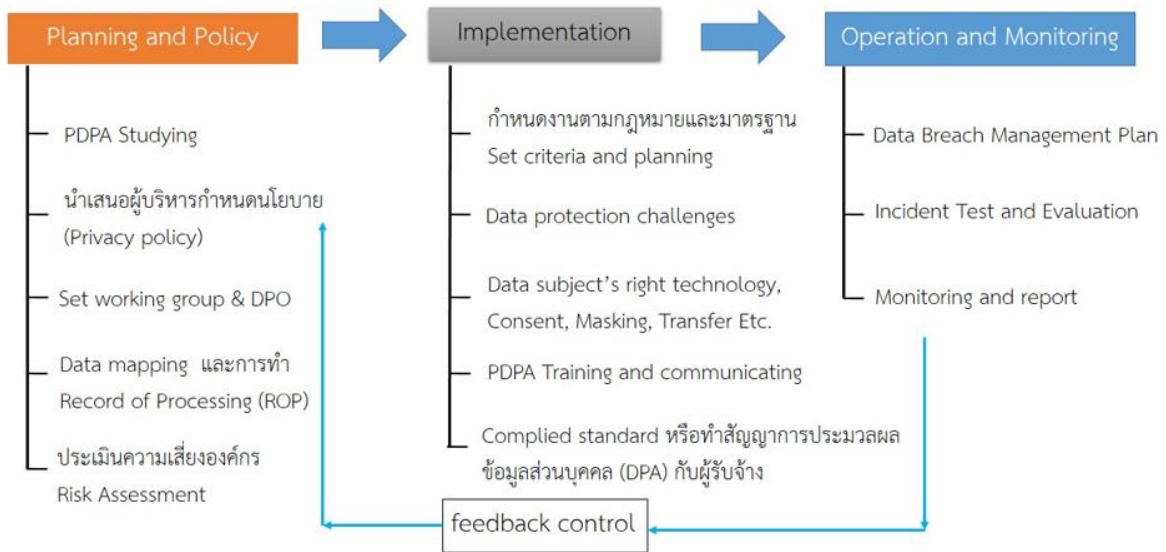 Planning and Policy
PDPA Studying
นำเสนอผู้บริหารกำหนดนโยบาย
(Privacy policy)
Set working group & DPO
Data mapping และการทำ
Record of Processing (ROP)
ประเมินความเสี่ยงองค์กร
Risk Assessment
Implementation
กำหนดงานตามกฎหมายและมาตรฐาน
Set criteria and planning
Data protection challenges
Data subject's right technology,
Consent, Masking, Transfer Etc.
PDPA Training and communicating
Complied standard หรือทำสัญญาการประมวลผล
ข้อมูลส่วนบุคคล (DPA) กับผู้รับจ้าง
Operation and Monitoring
Data Breach Management Plan
Incident Test and Evaluation
Monitoring and report
feedback control